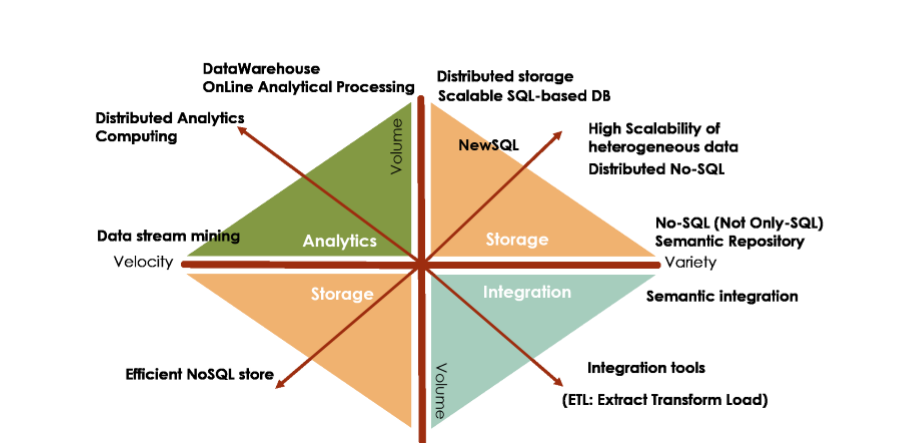 DataWarehouse
OnLine Analytical Processing
Distributed storage
Scalable SQL-based DB
Distributed Analytics
Computing
Volume
NewSQL
High Scalability of
heterogeneous data
Distributed No-SQL
Data stream mining
Analytics
Storage
No-SQL (Not Only-SQL)
Semantic Repository
Velocity
Variety
Storage
Integration
Semantic integration
Efficient NoSQL store
Volume
Integration tools
(ETL: Extract Transform Load)